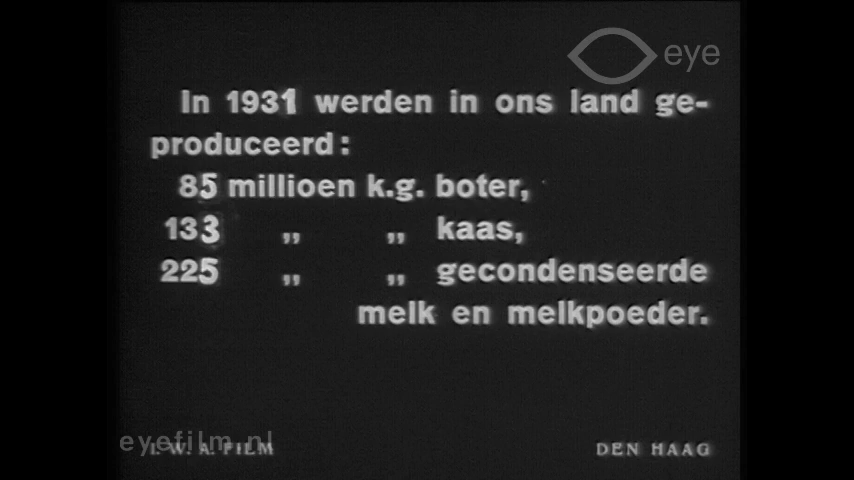 eye
In 1931 werden in ons land ge-
produceerd:
85 millioen k.g. boter,
133 „ „ kaas,
225 „ „ gecondenseerde
melk en melkpoeder.
eyefilm.nl
I. W. A. FILM DEN HAAG